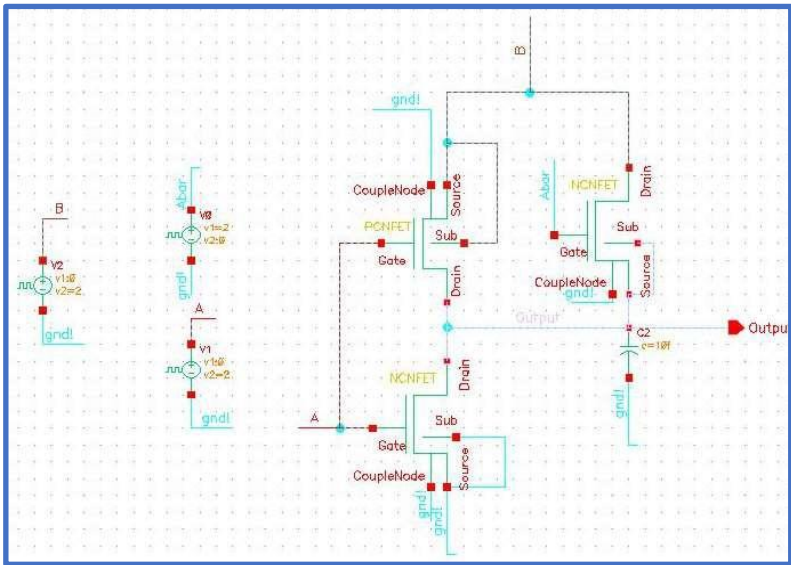 B
gnd!
CoupleNode
Source
PCNFET
Sub
Gate
Drain
Abar
NCNFET
Drain
Sub
Gate
Source
CoupleNode
gnd!
Abar
V0
v1=2
v2:0
gnd!
B
V2
v1:0
v2=2
gnd!
A
V1
v1:0
v2=2
gnd!
Output
C2
c=10f
gnd!
Outpu
NCNFET
Drain
A
Sub
Gate
CoupleNode
Source
gnd!
gnd!